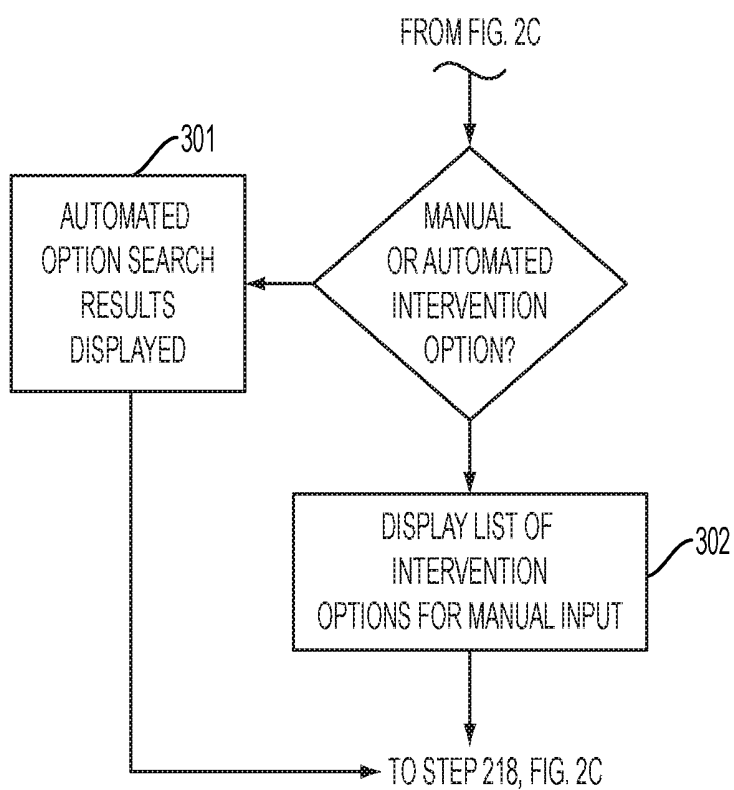 FROM FIG. 2C
301
AUTOMATED
OPTION SEARCH
RESULTS
DISPLAYED
MANUAL
OR AUTOMATED
INTERVENTION
OPTION?
DISPLAY LIST OF
INTERVENTION
OPTIONS FOR MANUAL INPUT
302
TO STEP 218, FIG. 2C